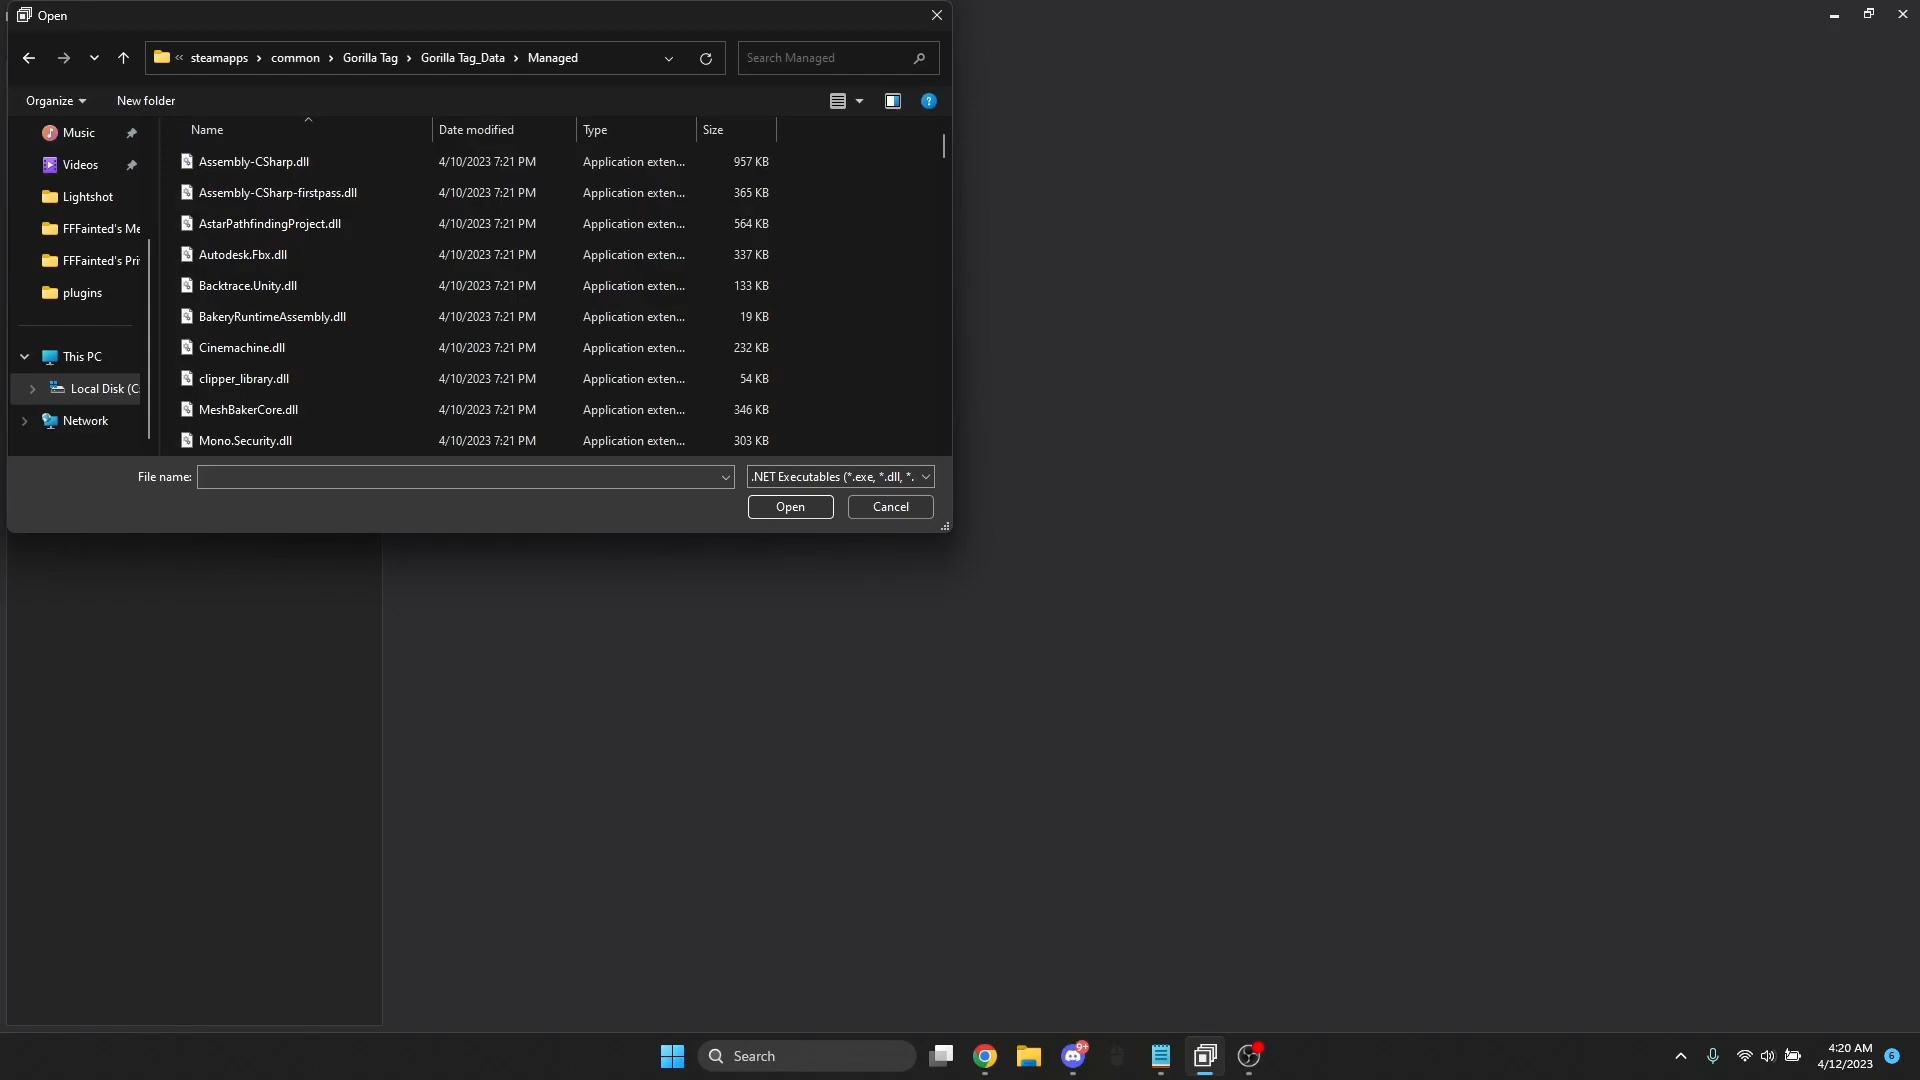 Open
« steamapps > common > Gorilla Tag > Gorilla Tag_Data > Managed
Search Managed
Organize
New folder
?
Name
Date modified
Type
Size
Music
Videos
Lightshot
FFFainted's Me
FFFainted's Pri
plugins
This PC
Local Disk (C:
Network
Assembly-CSharp.dll 4/10/2023 7:21 PM Application exten... 957 KB
Assembly-CSharp-firstpass.dll 4/10/2023 7:21 PM Application exten... 365 KB
AstarPathfindingProject.dll 4/10/2023 7:21 PM Application exten... 564 KB
Autodesk.Fbx.dll 4/10/2023 7:21 PM Application exten... 337 KB
Backtrace.Unity.dll 4/10/2023 7:21 PM Application exten... 133 KB
BakeryRuntimeAssembly.dll 4/10/2023 7:21 PM Application exten... 19 KB
Cinemachine.dll 4/10/2023 7:21 PM Application exten... 232 KB
clipper_library.dll 4/10/2023 7:21 PM Application exten... 54 KB
MeshBakerCore.dll 4/10/2023 7:21 PM Application exten... 346 KB
Mono.Security.dll 4/10/2023 7:21 PM Application exten... 303 KB
File name:
.NET Executables (*.exe, *.dll, *.
Open
Cancel
Search
9+
4:20 AM
4/12/2023
6